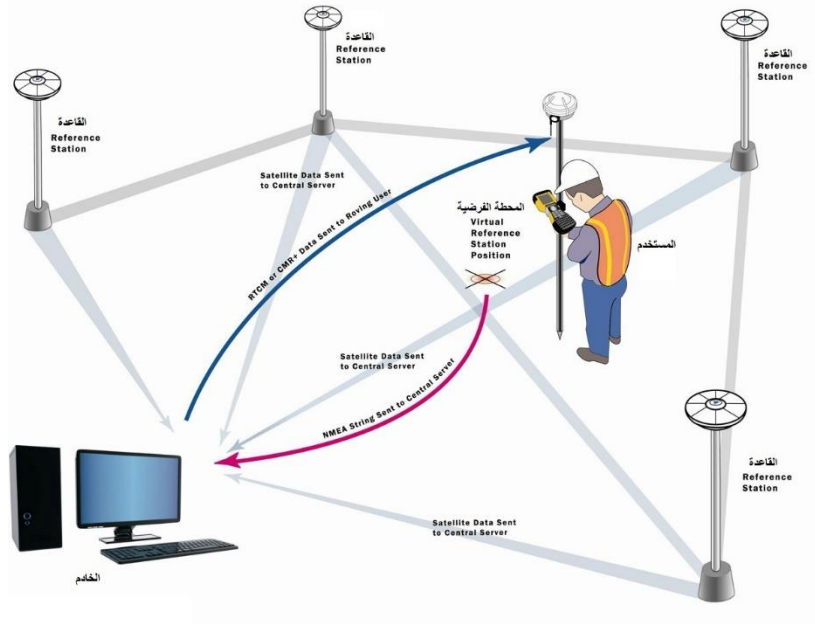 القاعدة
Reference
Station
القاعدة
Reference
Station
القاعدة
Reference
Station
Satellite Data Sent
to Central Server
RTCM or CMR+ Data Sent to Roving User
المحطة الفرضية
Virtual
Reference
Station
Position
المستخدم
Satellite Data Sent
to Central Server
NMEA String Sent to Central Server
القاعدة
Reference
Station
Satellite Data Sent
to Central Server
الخادم